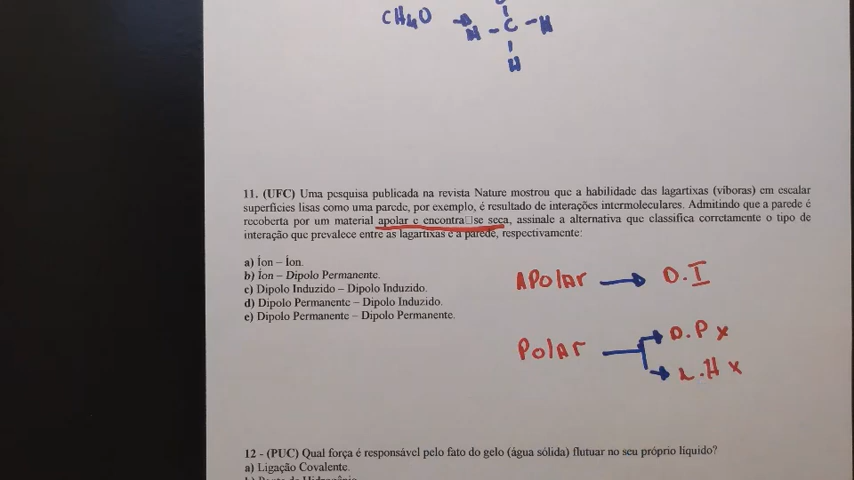 CH4O
N - C - H
H
11. (UFC) Uma pesquisa publicada na revista Nature mostrou que a habilidade das lagartixas (víboras) em escalar
superfícies lisas como uma parede, por exemplo, é resultado de interações intermoleculares. Admitindo que a parede é
recoberta por um material apolar e encontra□se seca, assinale a alternativa que classifica corretamente o tipo de
interação que prevalece entre as lagartixas e a parede, respectivamente:
a) Íon – Íon.
b) Íon – Dipolo Permanente.
c) Dipolo Induzido – Dipolo Induzido.
d) Dipolo Permanente – Dipolo Induzido.
e) Dipolo Permanente – Dipolo Permanente.
APolAr → D.I
PolAr → D.P x
→ L.H x
12 - (PUC) Qual força é responsável pelo fato do gelo (água sólida) flutuar no seu próprio líquido?
a) Ligação Covalente.